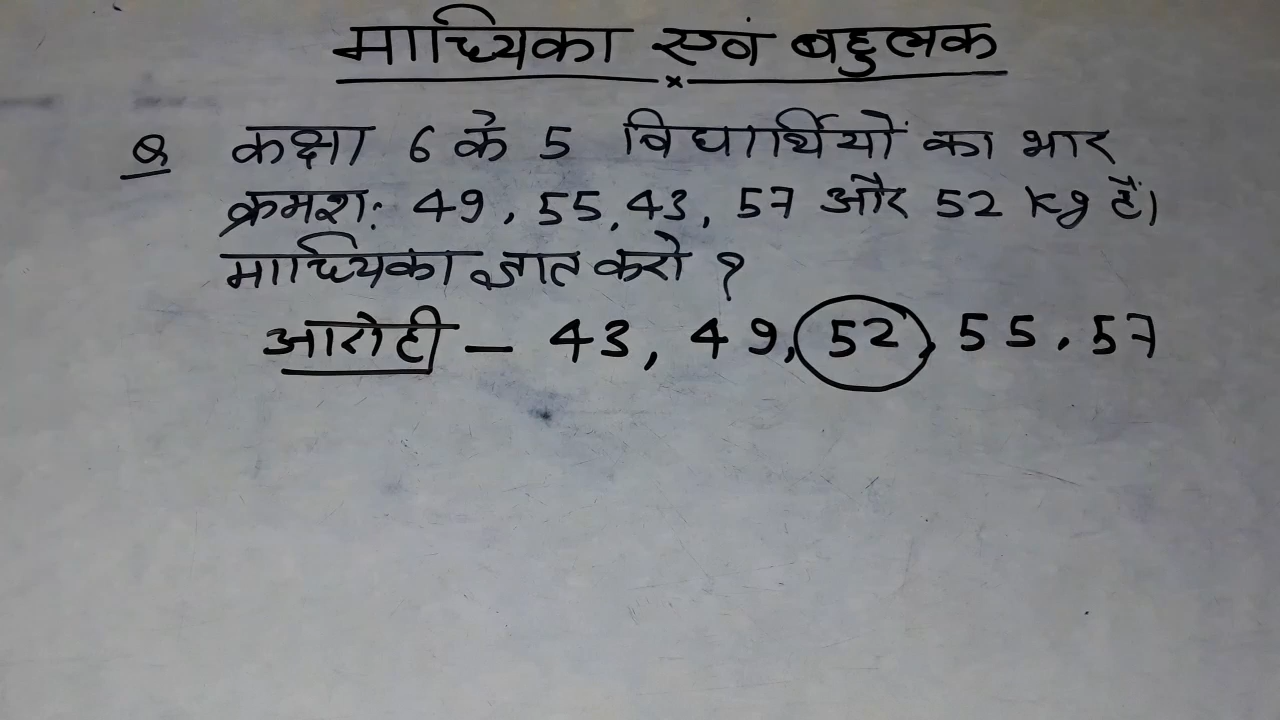 माध्यिका एवं बहुलक
Q कक्षा 6 के 5 विद्यार्थियों का भार
क्रमश: 49, 55, 43, 57 और 52 kg है।
माध्यिका ज्ञात करो ?
आरोही - 43, 49, 52, 55, 57